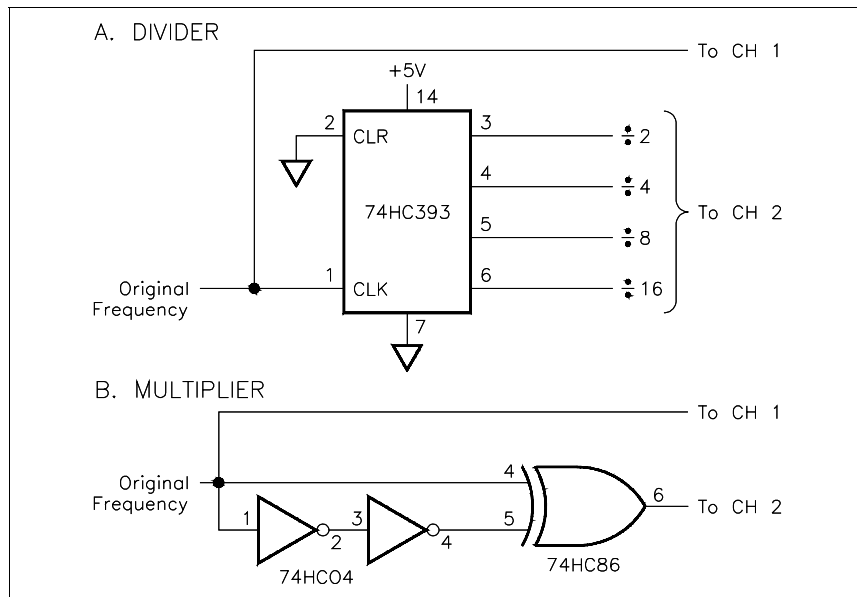 A. DIVIDER
To CH 1
+5V
14
2
CLR
3
÷2
4
÷4
74HC393
To CH 2
5
÷8
1
CLK
6
÷16
Original
Frequency
7
B. MULTIPLIER
To CH 1
Original
Frequency
4
1
2
3
4
5
6
To CH 2
74HC04
74HC86